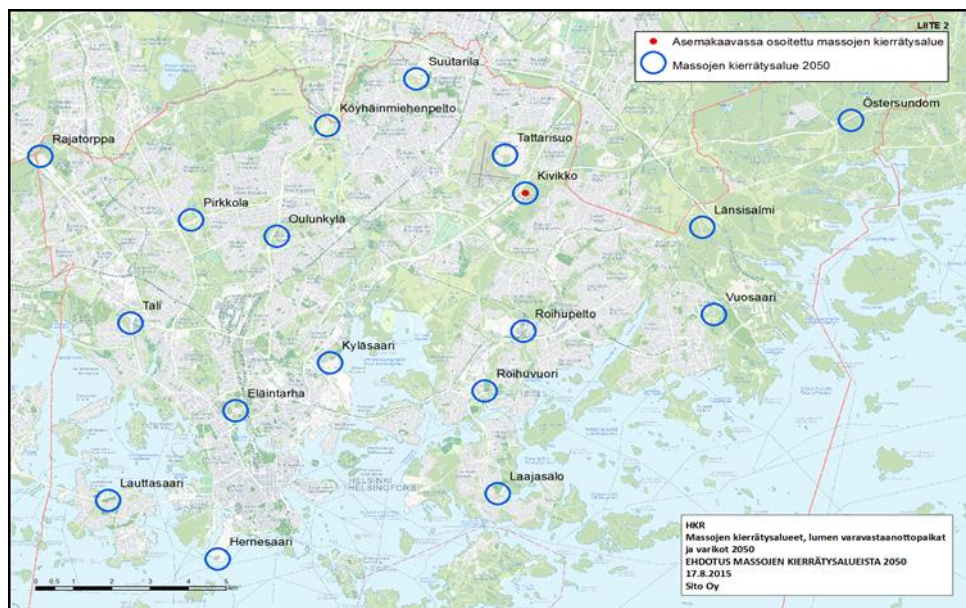 LIITE 2
Asemakaavassa osoitettu massojen kierrätysalue
Massojen kierrätysalue 2050
Suutarila
Östersundom
Köyhäinmiehenpelto
Rajatorppa
Tattarisuo
Kivikko
Pirkkola
Oulunkylä
Länsisalmi
Tali
Vuosaari
Roihupelto
Kyläsaari
Roihuvuori
Eläintarha
Laajasalo
HELSINKI
HELSINGFORS
Lauttasaari
Hernesaari
0 0,5 1 2 3 4 5
HKR
Massojen kierrätysalueet, lumen varavastaanottopaikat
ja varikot 2050
EHDOTUS MASSOJEN KIERRÄTYSALUEISTA 2050
17.8.2015
Sito Oy